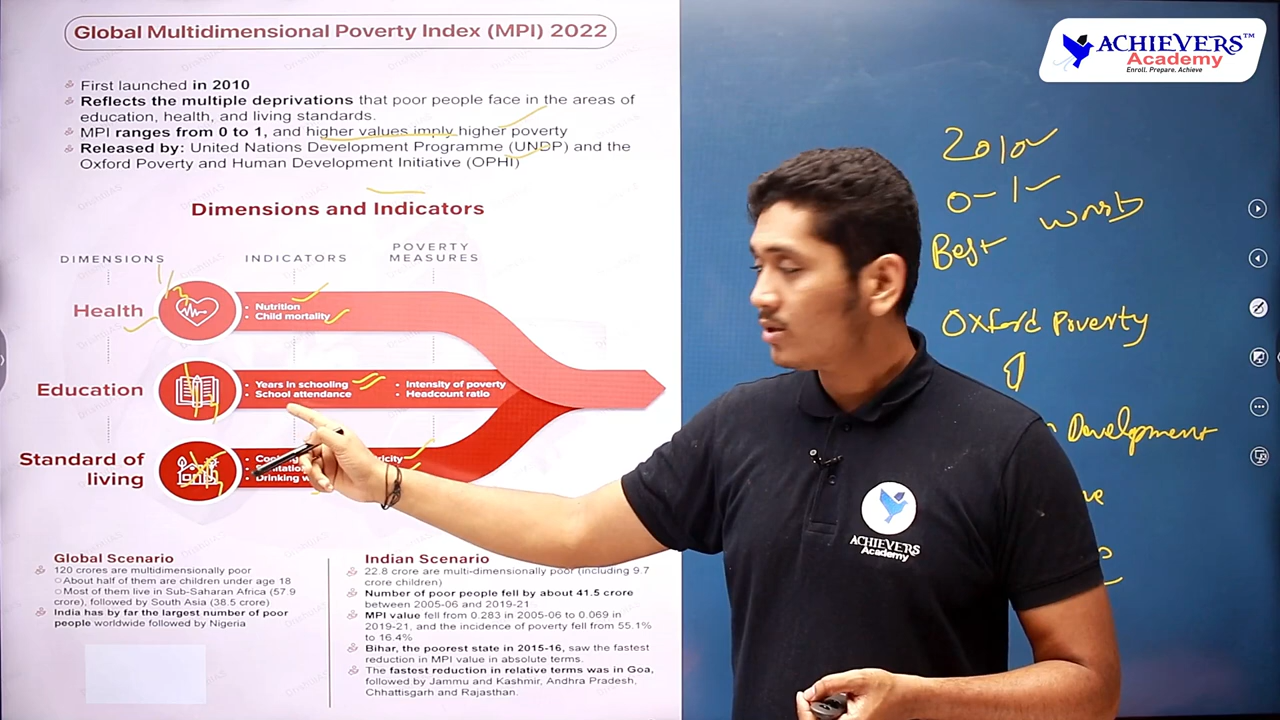 Global Multidimensional Poverty Index (MPI) 2022
ACHIEVERS™
Academy
Enroll. Prepare. Achieve
First launched in 2010
Reflects the multiple deprivations that poor people face in the areas of
education, health, and living standards.
MPI ranges from 0 to 1, and higher values imply higher poverty
Released by: United Nations Development Programme (UNDP) and the
Oxford Poverty and Human Development Initiative (OPHI)
Dimensions and Indicators
DIMENSIONS
INDICATORS
POVERTY
MEASURES
Health
Nutrition
Child mortality
Education
Years in schooling
School attendance
Intensity of poverty
Headcount ratio
Standard of
living
Drinking
Global Scenario
120 crores are multidimensionally poor
About half of them are children under age 18
Most of them live in Sub-Saharan Africa (57.9
crore), followed by South Asia (38.5 crore)
India has by far the largest number of poor
people worldwide followed by Nigeria
Indian Scenario
22.8 crore are multi-dimensionally poor (including 9.7
crore children)
Number of poor people fell by about 41.5 crore
between 2005-06 and 2019-21
MPI value fell from 0.283 in 2005-06 to 0.069 in
2019-21, and the incidence of poverty fell from 55.1%
to 16.4%
Bihar, the poorest state in 2015-16, saw the fastest
reduction in MPI value in absolute terms.
The fastest reduction in relative terms was in Goa,
followed by Jammu and Kashmir, Andhra Pradesh,
Chhattisgarh and Rajasthan.
2010
0-1
Best
Oxford Poverty
Development
ACHIEVERS
Academy